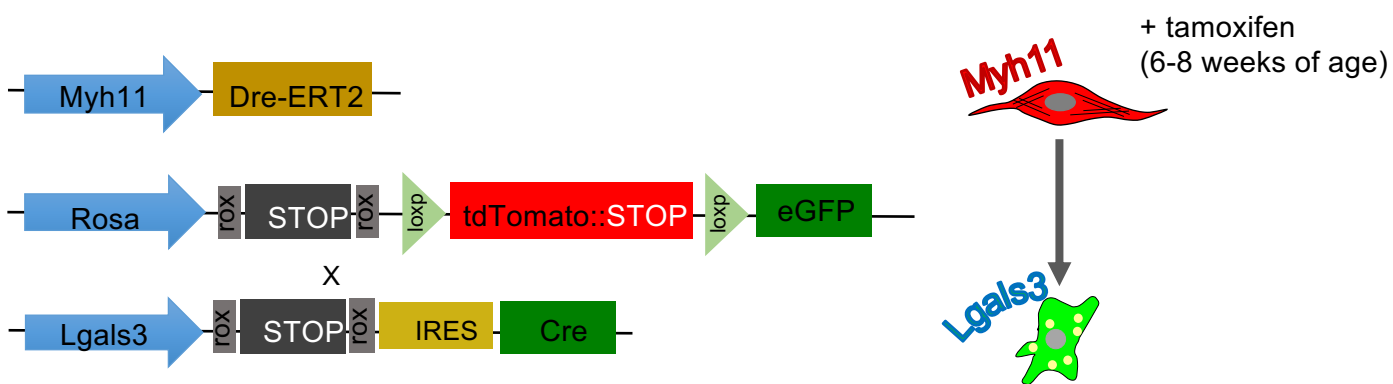 Myh11 Dre-ERT2
Rosa rox STOP rox loxp tdTomato::STOP loxp eGFP
X
Lgals3 rox STOP rox IRES Cre
Myh11
+ tamoxifen
(6-8 weeks of age)
Lgals3